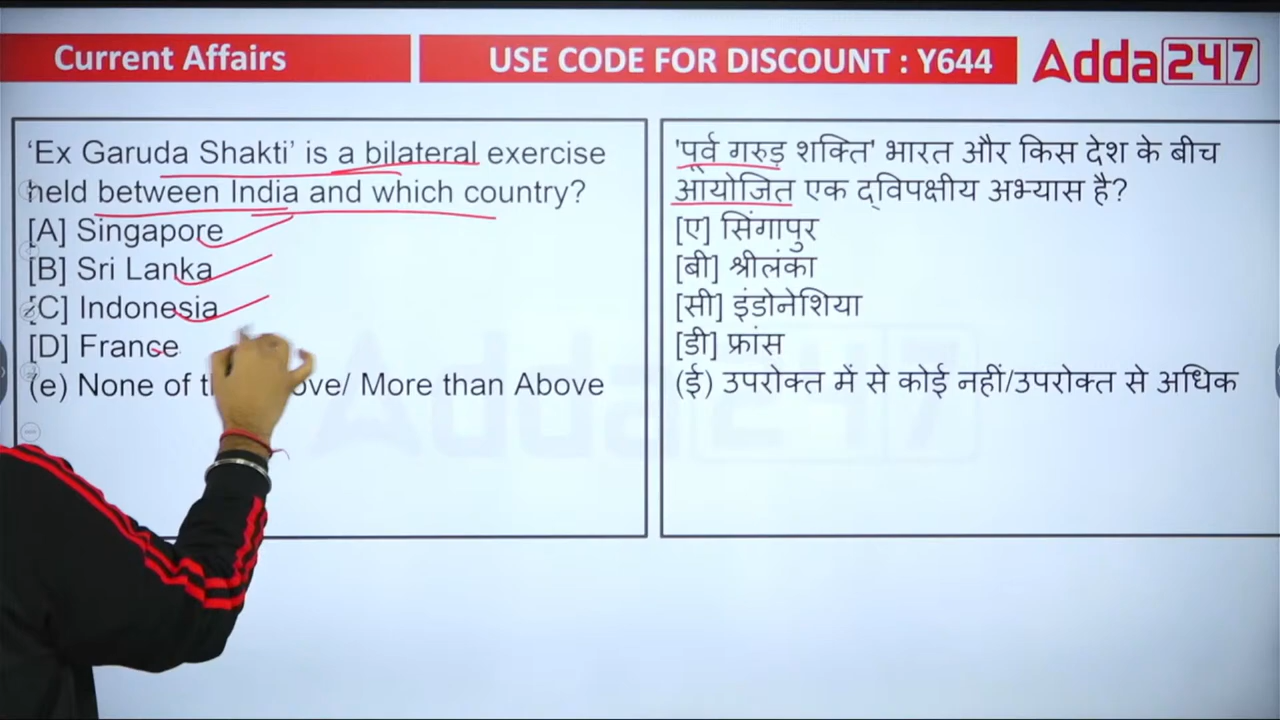 Current Affairs
USE CODE FOR DISCOUNT : Y644
Adda247
‘Ex Garuda Shakti’ is a bilateral exercise
held between India and which country?
[A] Singapore
[B] Sri Lanka
[C] Indonesia
[D] France
(e) None of ove/ More than Above
'पूर्व गरुड़ शक्ति' भारत और किस देश के बीच
आयोजित एक द्विपक्षीय अभ्यास है?
[ए] सिंगापुर
[बी] श्रीलंका
[सी] इंडोनेशिया
[डी] फ्रांस
(ई) उपरोक्त में से कोई नहीं/उपरोक्त से अधिक
Adda247